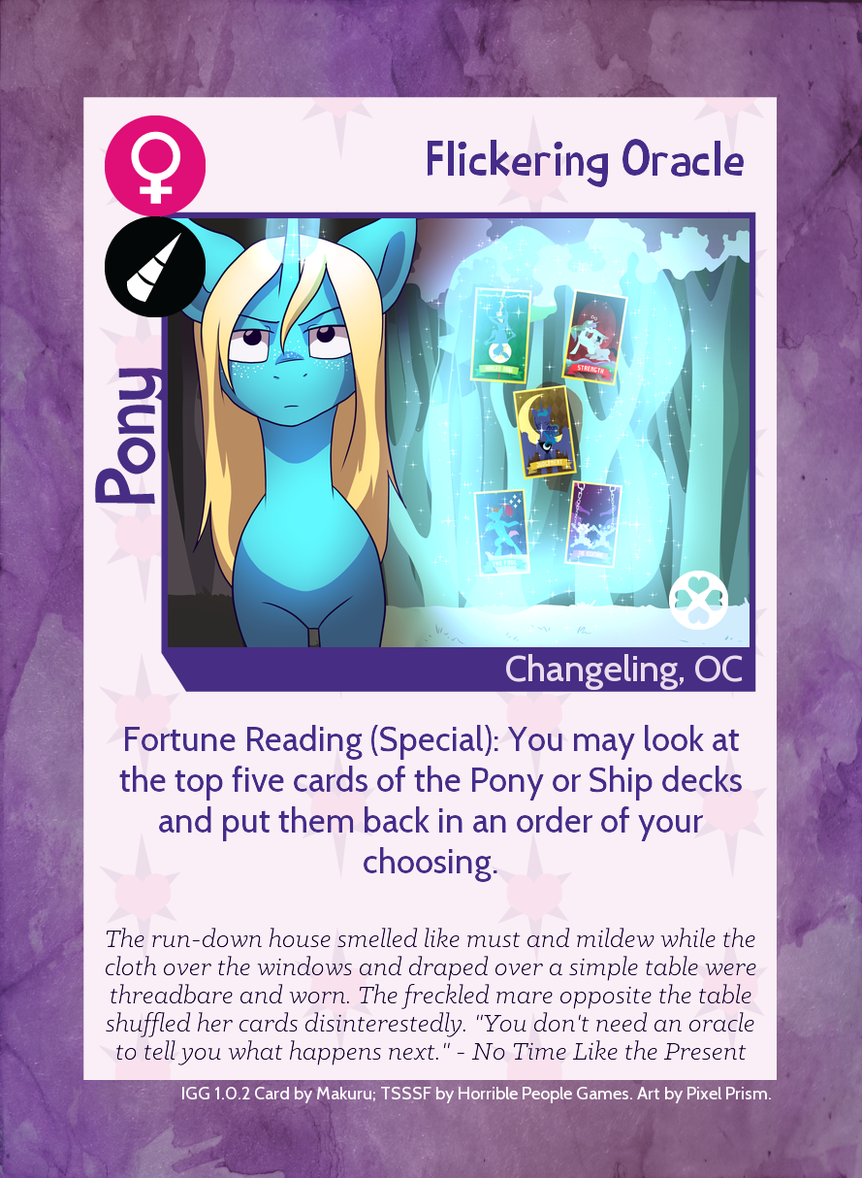 Flickering Oracle
Pony
STRENGTH
Changeling, OC
Fortune Reading (Special): You may look at
the top five cards of the Pony or Ship decks
and put them back in an order of your
choosing.
The run-down house smelled like must and mildew while the
cloth over the windows and draped over a simple table were
threadbare and worn. The freckled mare opposite the table
shuffled her cards disinterestedly. "You don't need an oracle
to tell you what happens next." - No Time Like the Present
IGG 1.0.2 Card by Makuru; TSSSF by Horrible People Games. Art by Pixel Prism.